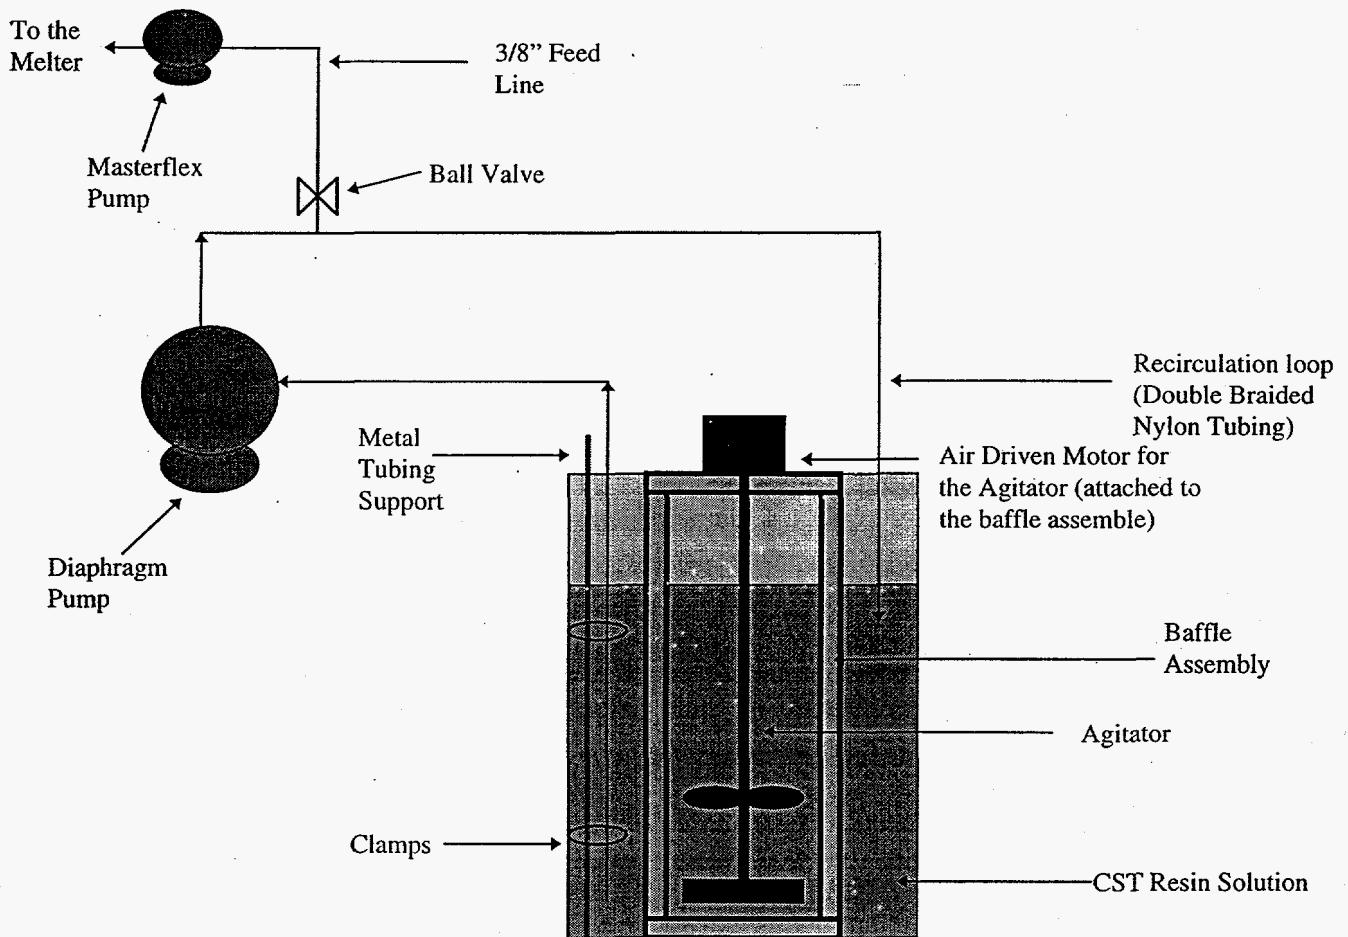 To the
Melter
3/8” Feed
Line
Masterflex
Pump
Ball Valve
Recirculation loop
(Double Braided
Nylon Tubing)
Metal
Tubing
Support
Air Driven Motor for
the Agitator (attached to
the baffle assemble)
Diaphragm
Pump
Baffle
Assembly
Agitator
Clamps
CST Resin Solution